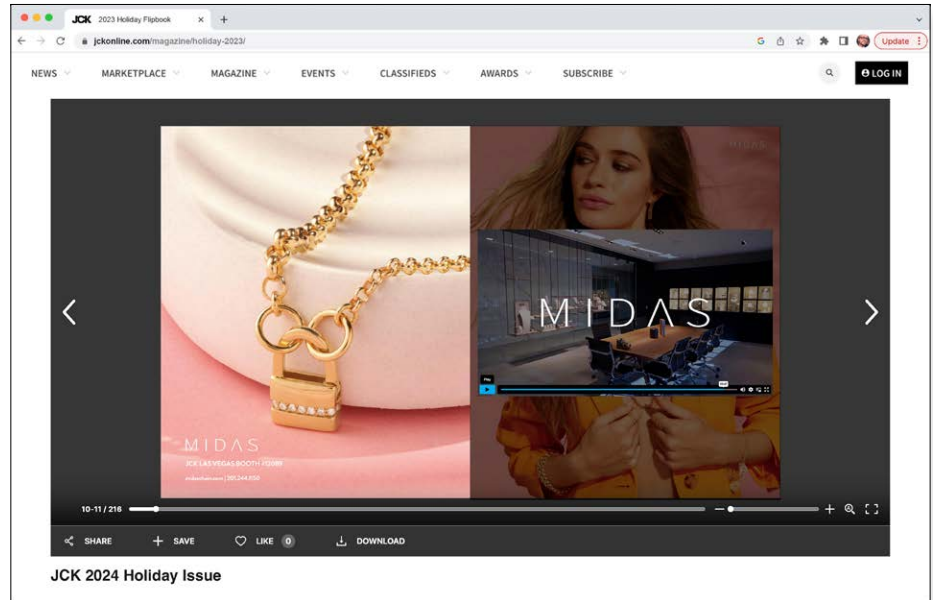 JCK 2023 Holiday Flipbook
jckonline.com/magazine/holiday-2023/
Update
NEWS MARKETPLACE MAGAZINE EVENTS CLASSIFIEDS AWARDS SUBSCRIBE
LOG IN
MIDAS
MIDAS
Play
MIDAS
JCK LAS VEGAS BOOTH
10-11 / 216
SHARE SAVE LIKE 0 DOWNLOAD
JCK 2024 Holiday Issue